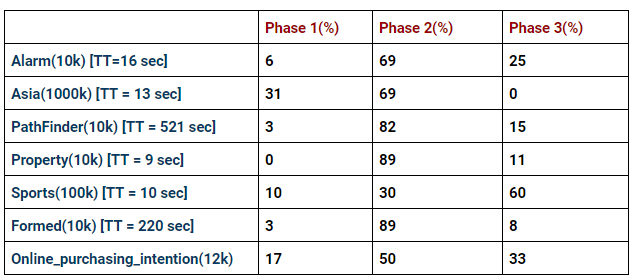 Phase 1(%) Phase 2(%) Phase 3(%)
Alarm(10k) [TT=16 sec] 6 69 25
Asia(1000k) [TT = 13 sec] 31 69 0
PathFinder(10k) [TT = 521 sec] 3 82 15
Property(10k) [TT = 9 sec] 0 89 11
Sports(100k) [TT = 10 sec] 10 30 60
Formed(10k) [TT = 220 sec] 3 89 8
Online_purchasing_intention(12k) 17 50 33